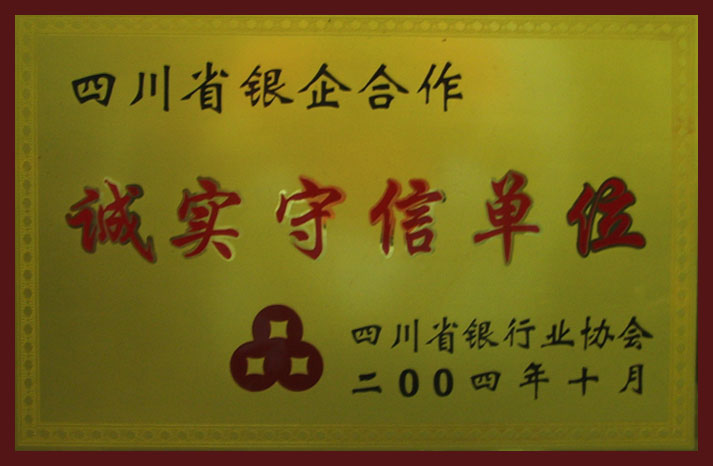 四川省银企合作
诚实守信单位
四川省银行业协会
二00四年十月